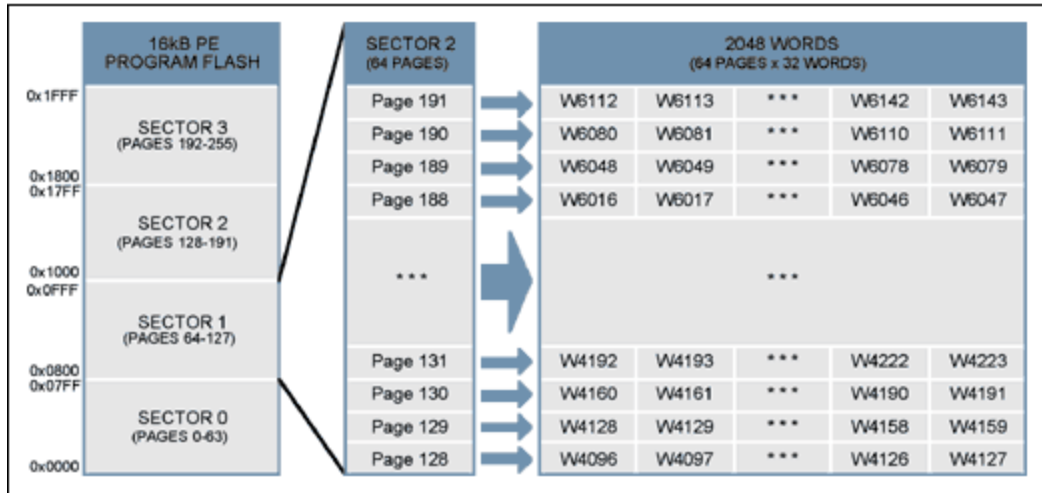 16kB PE
PROGRAM FLASH
0x1FFF
SECTOR 3
(PAGES 192-255)
0x1800
0x17FF
SECTOR 2
(PAGES 128-191)
0x1000
0x0FFF
SECTOR 1
(PAGES 64-127)
0x0800
0x07FF
SECTOR 0
(PAGES 0-63)
0x0000
SECTOR 2
(64 PAGES)
2048 WORDS
(64 PAGES x 32 WORDS)
Page 191 W6112 W6113 *** W6142 W6143
Page 190 W6080 W6081 *** W6110 W6111
Page 189 W6048 W6049 *** W6078 W6079
Page 188 W6016 W6017 *** W6046 W6047
*** ***
Page 131 W4192 W4193 *** W4222 W4223
Page 130 W4160 W4161 *** W4190 W4191
Page 129 W4128 W4129 *** W4158 W4159
Page 128 W4096 W4097 *** W4126 W4127